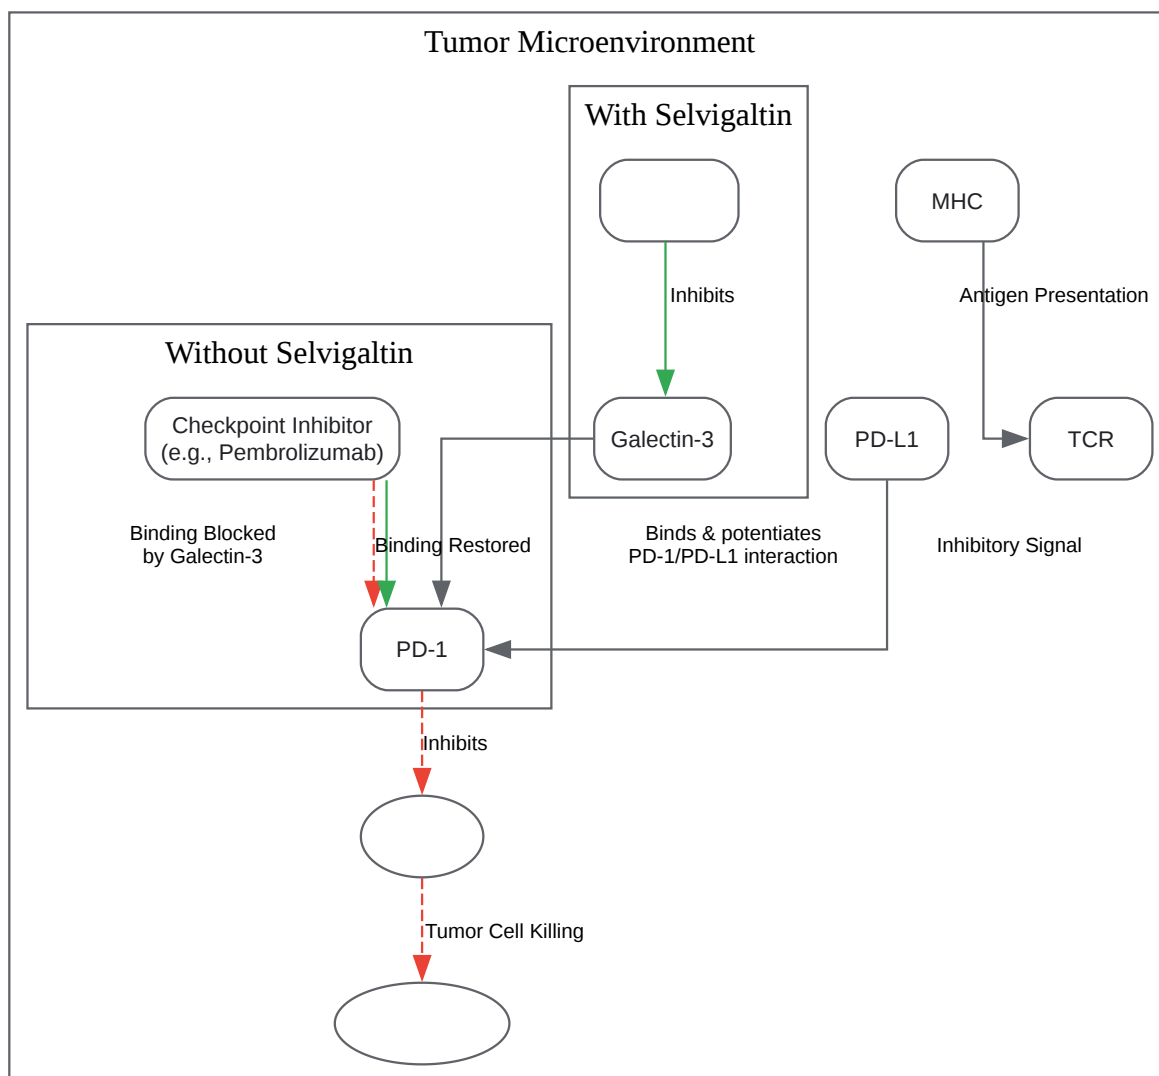 Tumor Microenvironment
With Selvigaltin
MHC
Inhibits
Antigen Presentation
Without Selvigaltin
Checkpoint Inhibitor
(e.g., Pembrolizumab)
Galectin-3
PD-L1
TCR
Binding Blocked
by Galectin-3
Binding Restored
Binds & potentiates
PD-1/PD-L1 interaction
Inhibitory Signal
PD-1
Inhibits
Tumor Cell Killing